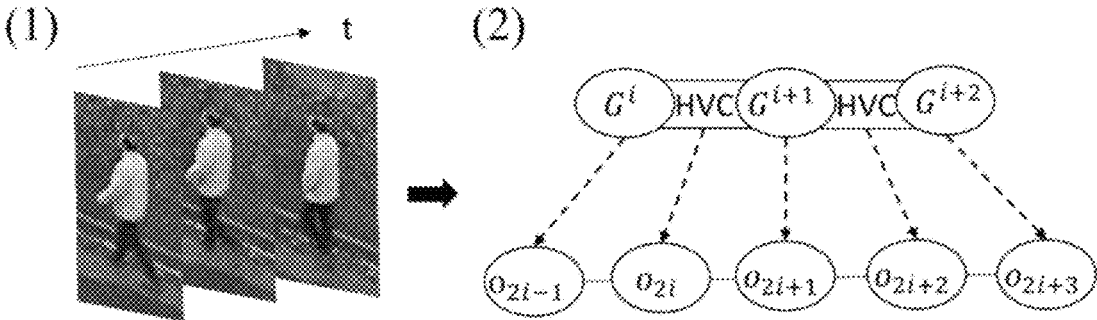 (1) t (2)
G^i HVC G^{i+1} HVC G^{i+2}
o_{2i-1} o_{2i} o_{2i+1} o_{2i+2} o_{2i+3}